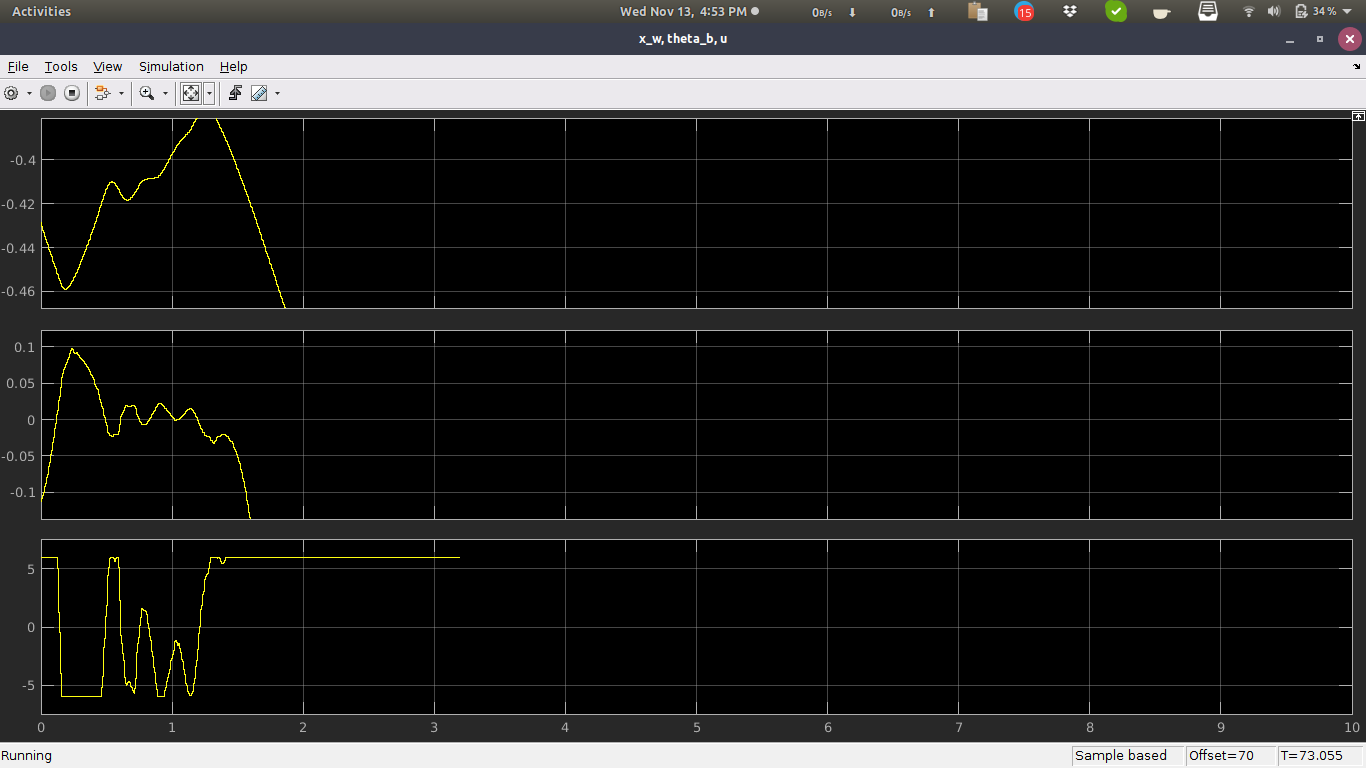 Activities
Wed Nov 13, 4:53 PM
0B/s
0B/s
15
34 %
x_w, theta_b, u
File Tools View Simulation Help
-0.4
-0.42
-0.44
-0.46
0.1
0.05
0
-0.05
-0.1
5
0
-5
0 1 2 3 4 5 6 7 8 9 10
Running
Sample based
Offset=70
T=73.055